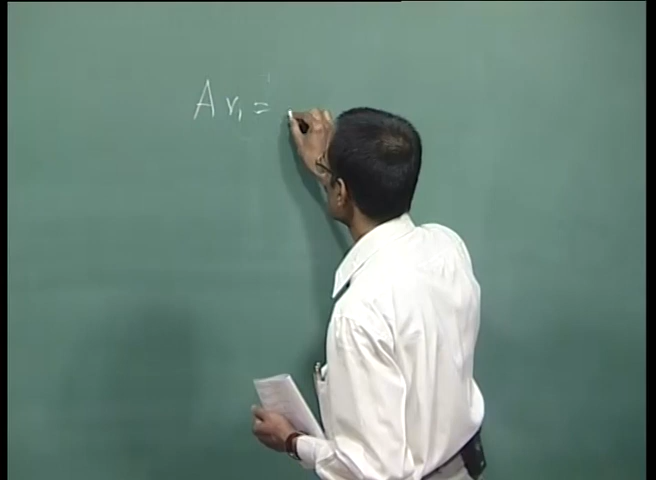 A v₁ =